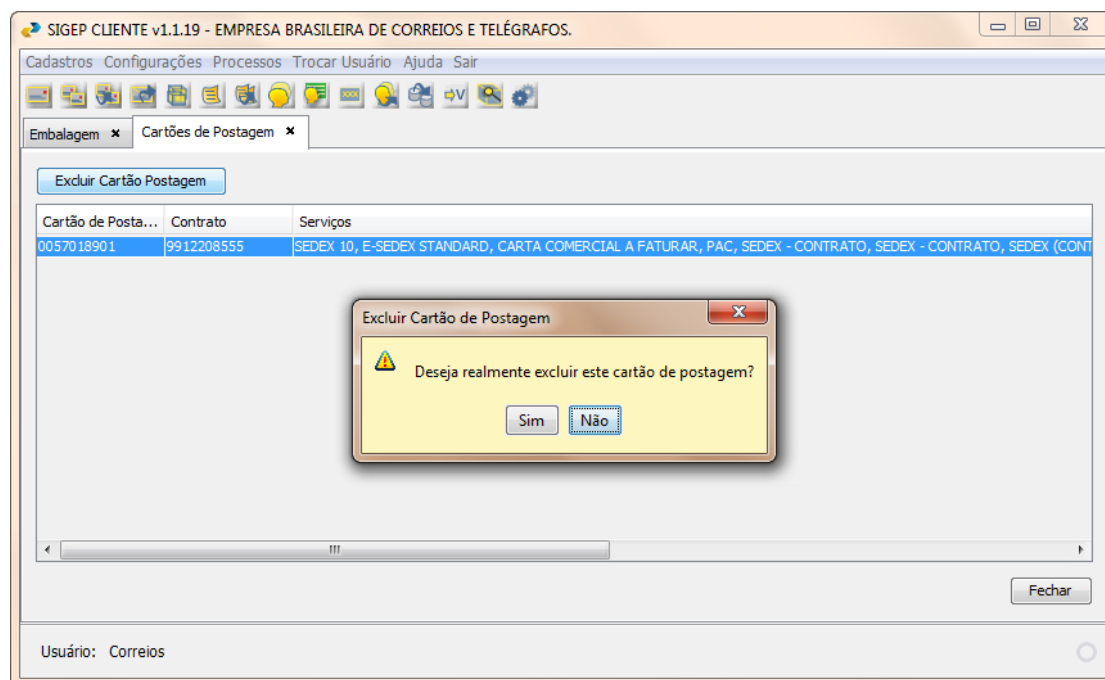 SIGEP CLIENTE v1.1.19 - EMPRESA BRASILEIRA DE CORREIOS E TELÉGRAFOS.
Cadastros Configurações Processos Trocar Usuário Ajuda Sair
Embalagem Cartões de Postagem
Excluir Cartão Postagem
Cartão de Posta... Contrato Serviços
0057018901 9912208555 SEDEX 10, E-SEDEX STANDARD, CARTA COMERCIAL A FATURAR, PAC, SEDEX - CONTRATO, SEDEX - CONTRATO, SEDEX (CONT
Excluir Cartão de Postagem
Deseja realmente excluir este cartão de postagem?
Sim Não
Fechar
Usuário: Correios